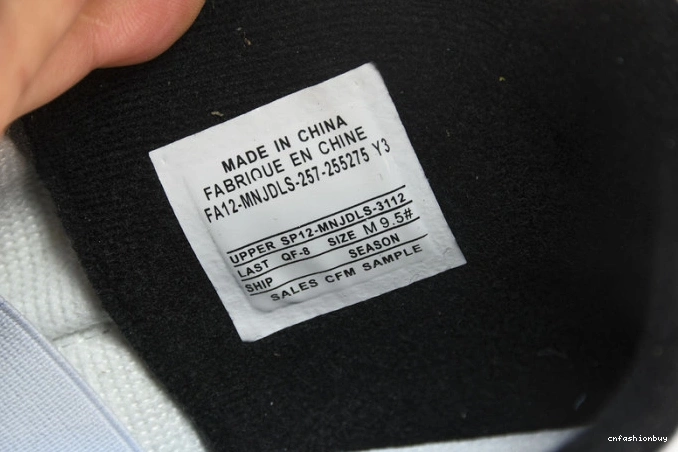 MADE IN CHINA
FABRIQUE EN CHINE
FA12-MNJDLS-257-255275 Y3
UPPER SP12-MNJDLS-3112
LAST QF-8 SIZE M 9.5#
SHIP SEASON
SALES CFM SAMPLE
cnfashionbuy